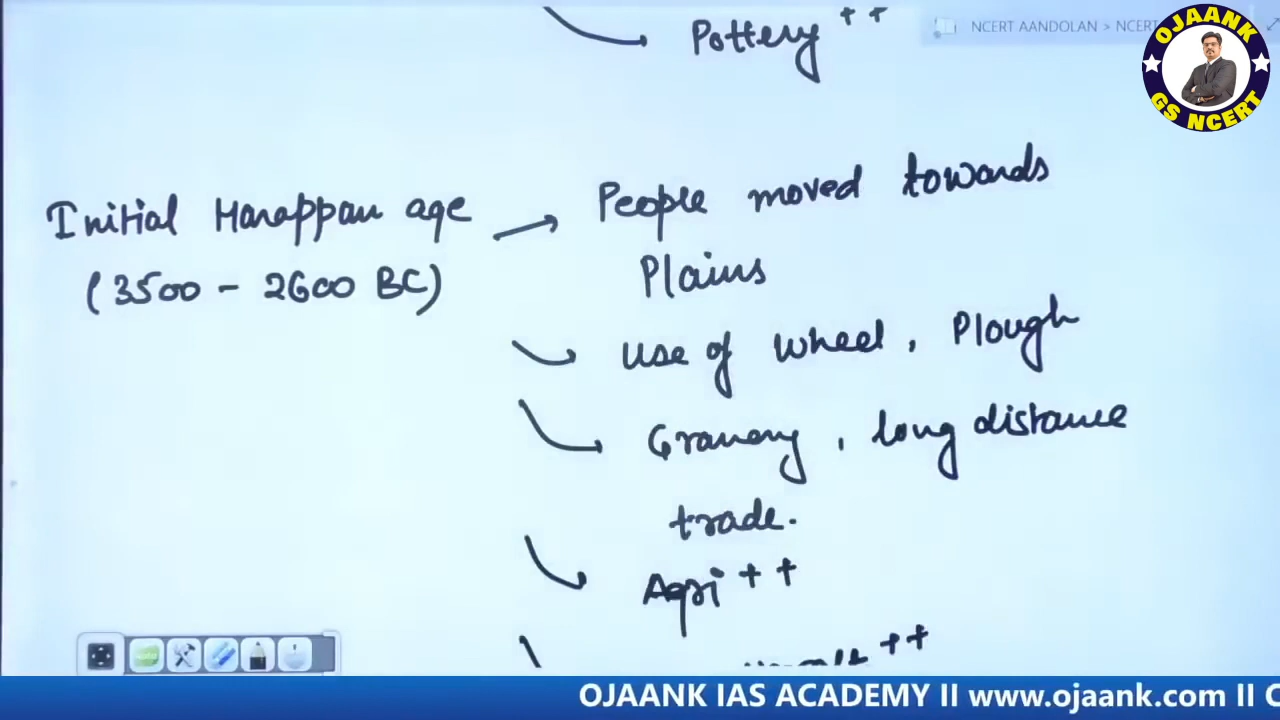 Pottery ++
NCERT AANDOLAN > NCERT
OJAANK
GS NCERT
Initial Harappan age
(3500 - 2600 BC)
People moved towards
Plains
Use of wheel, Plough
Granary, long distance
trade.
Agri ++
++
OJAANK IAS ACADEMY II www.ojaank.com II C